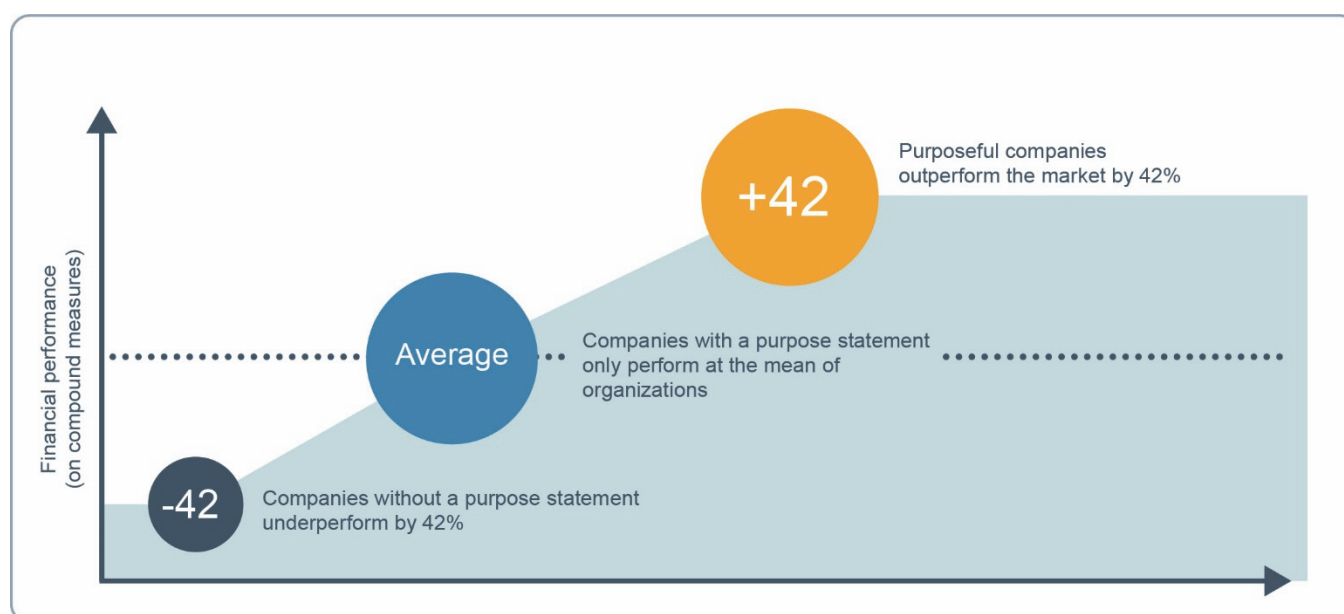 Financial performance
(on compound measures)
+42
Purposeful companies
outperform the market by 42%
Average
Companies with a purpose statement
only perform at the mean of
organizations
-42
Companies without a purpose statement
underperform by 42%